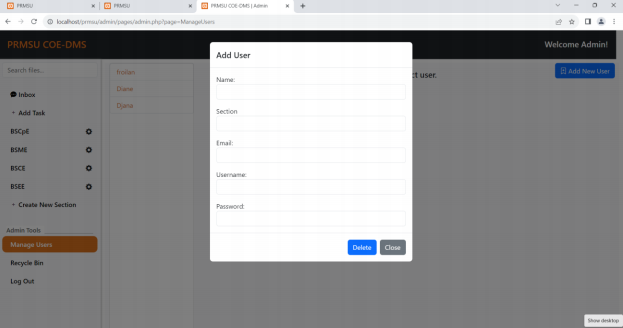 PRMSU
PRMSU
PRMSU COE-DMS | Admin
localhost/prmsu/admin/pages/admin.php?page=ManageUsers
PRMSU COE-DMS
Welcome Admin!
Search Files...
Inbox
Add Task
BSCpE
BSME
BSCE
BSEE
Create New Section
Admin Tools
Manage Users
Recycle Bin
Log Out
froilan
Diane
Djana
ct user.
Add New User
Add User
Name:
Section
Email:
Username:
Password:
Delete
Close
Show desktop